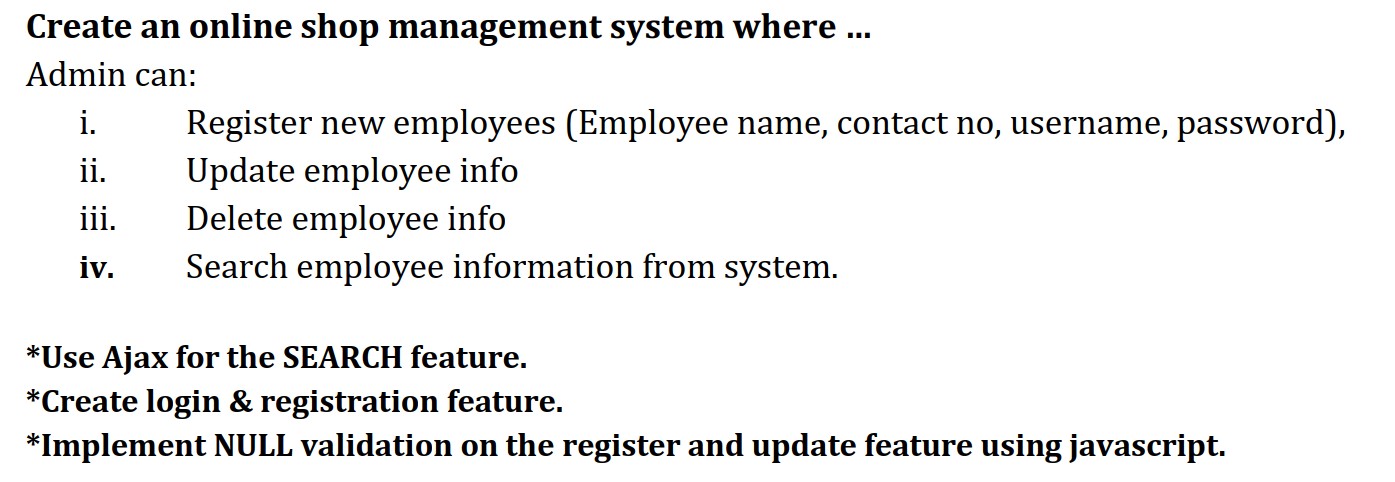 Create an online shop management system where ...
Admin can:
i. Register new employees (Employee name, contact no, username, password),
ii. Update employee info
iii. Delete employee info
iv. Search employee information from system.
*Use Ajax for the SEARCH feature.
*Create login & registration feature.
*Implement NULL validation on the register and update feature using javascript.